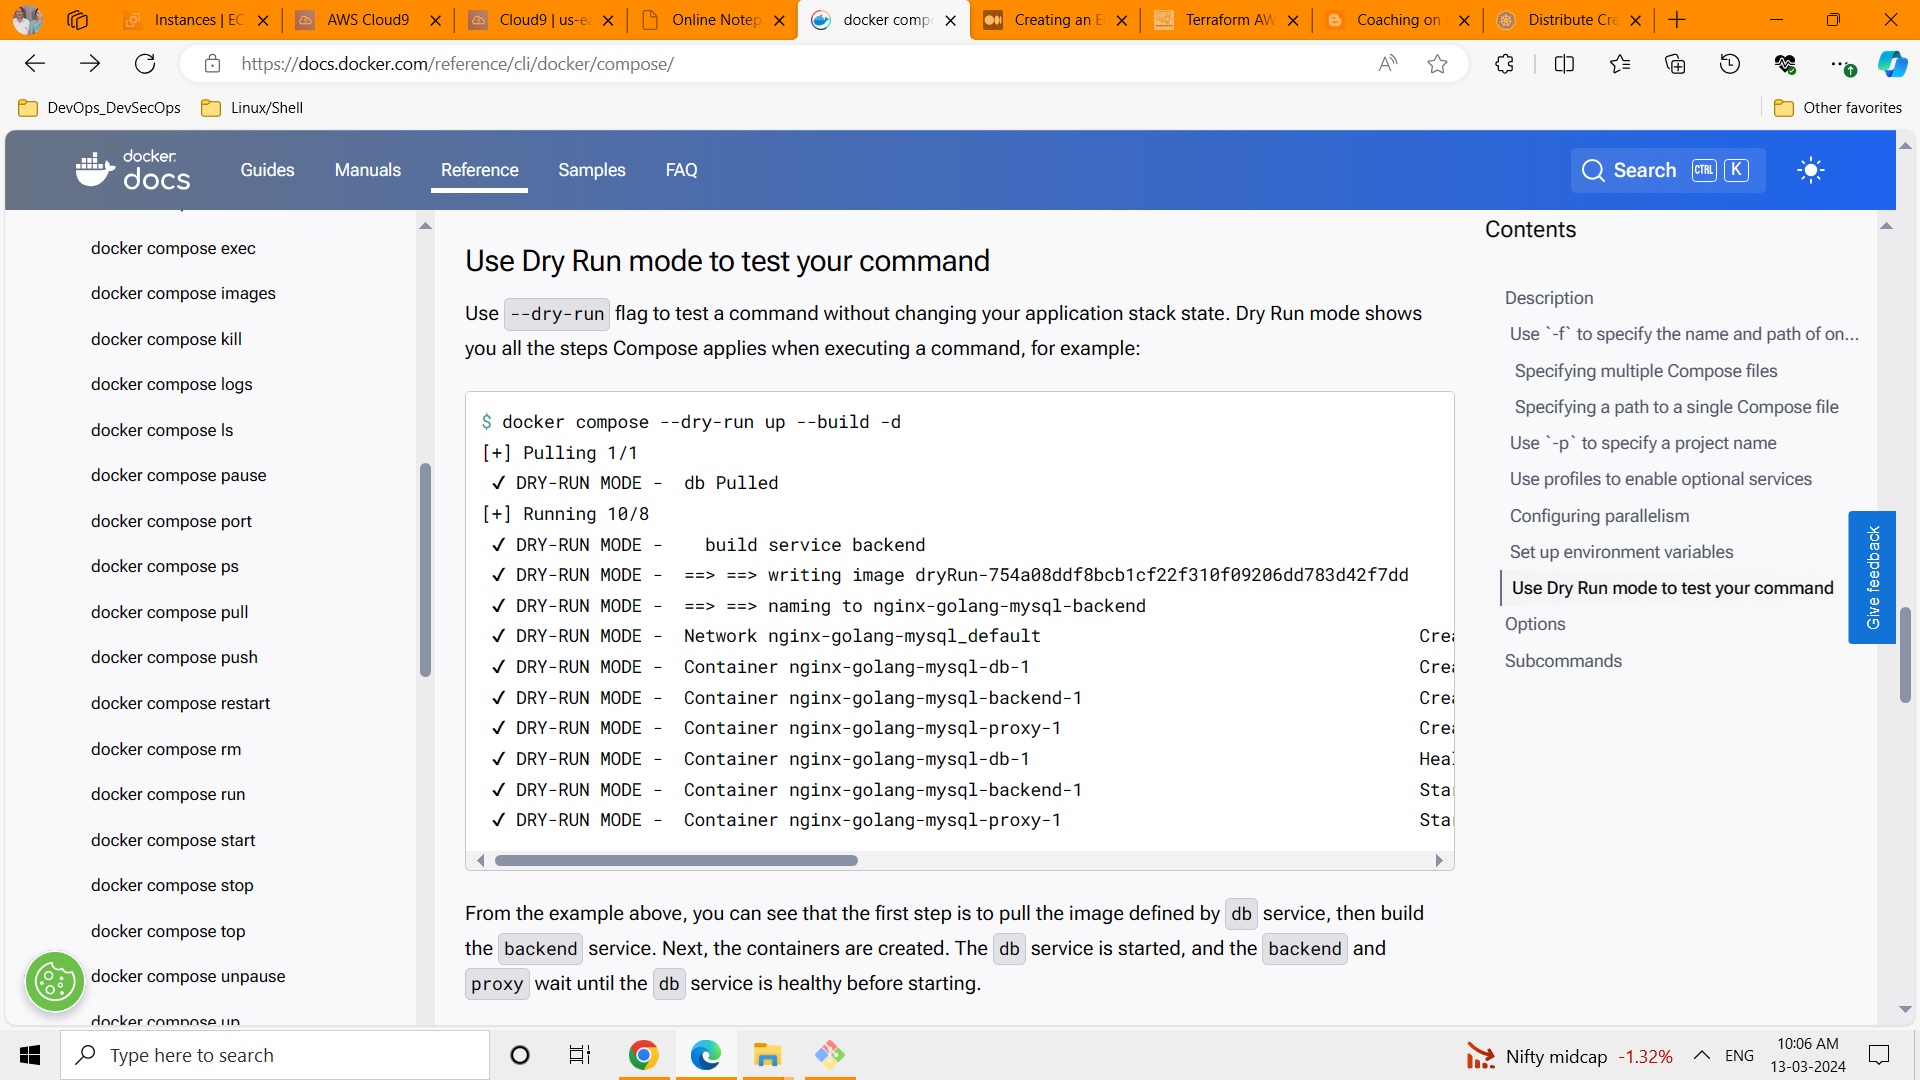 Instances | EC
AWS Cloud9
Cloud9 | us-ea
Online Notep
docker comp
Creating an E
Terraform AW
Coaching on
Distribute Cre
https://docs.docker.com/reference/cli/docker/compose/
DevOps_DevSecOps
Linux/Shell
Other favorites
docker.
docs
Guides
Manuals
Reference
Samples
FAQ
Search
CTRL
K
docker compose exec
docker compose images
docker compose kill
docker compose logs
docker compose ls
docker compose pause
docker compose port
docker compose ps
docker compose pull
docker compose push
docker compose restart
docker compose rm
docker compose run
docker compose start
docker compose stop
docker compose top
docker compose unpause
docker compose up
Use Dry Run mode to test your command
Use --dry-run flag to test a command without changing your application stack state. Dry Run mode shows
you all the steps Compose applies when executing a command, for example:
$ docker compose --dry-run up --build -d
[+] Pulling 1/1
✔ DRY-RUN MODE - db Pulled
[+] Running 10/8
✔ DRY-RUN MODE - build service backend
✔ DRY-RUN MODE - ==> ==> writing image dryRun-754a08ddf8bcb1cf22f310f09206dd783d42f7dd
✔ DRY-RUN MODE - ==> ==> naming to nginx-golang-mysql-backend
✔ DRY-RUN MODE - Network nginx-golang-mysql_default Crea
✔ DRY-RUN MODE - Container nginx-golang-mysql-db-1 Crea
✔ DRY-RUN MODE - Container nginx-golang-mysql-backend-1 Crea
✔ DRY-RUN MODE - Container nginx-golang-mysql-proxy-1 Crea
✔ DRY-RUN MODE - Container nginx-golang-mysql-db-1 Heal
✔ DRY-RUN MODE - Container nginx-golang-mysql-backend-1 Star
✔ DRY-RUN MODE - Container nginx-golang-mysql-proxy-1 Star
From the example above, you can see that the first step is to pull the image defined by db service, then build
the backend service. Next, the containers are created. The db service is started, and the backend and
proxy wait until the db service is healthy before starting.
Contents
Description
Use `-f` to specify the name and path of on...
Specifying multiple Compose files
Specifying a path to a single Compose file
Use `-p` to specify a project name
Use profiles to enable optional services
Configuring parallelism
Set up environment variables
Use Dry Run mode to test your command
Options
Subcommands
Give feedback
Type here to search
Nifty midcap -1.32%
ENG
10:06 AM
13-03-2024